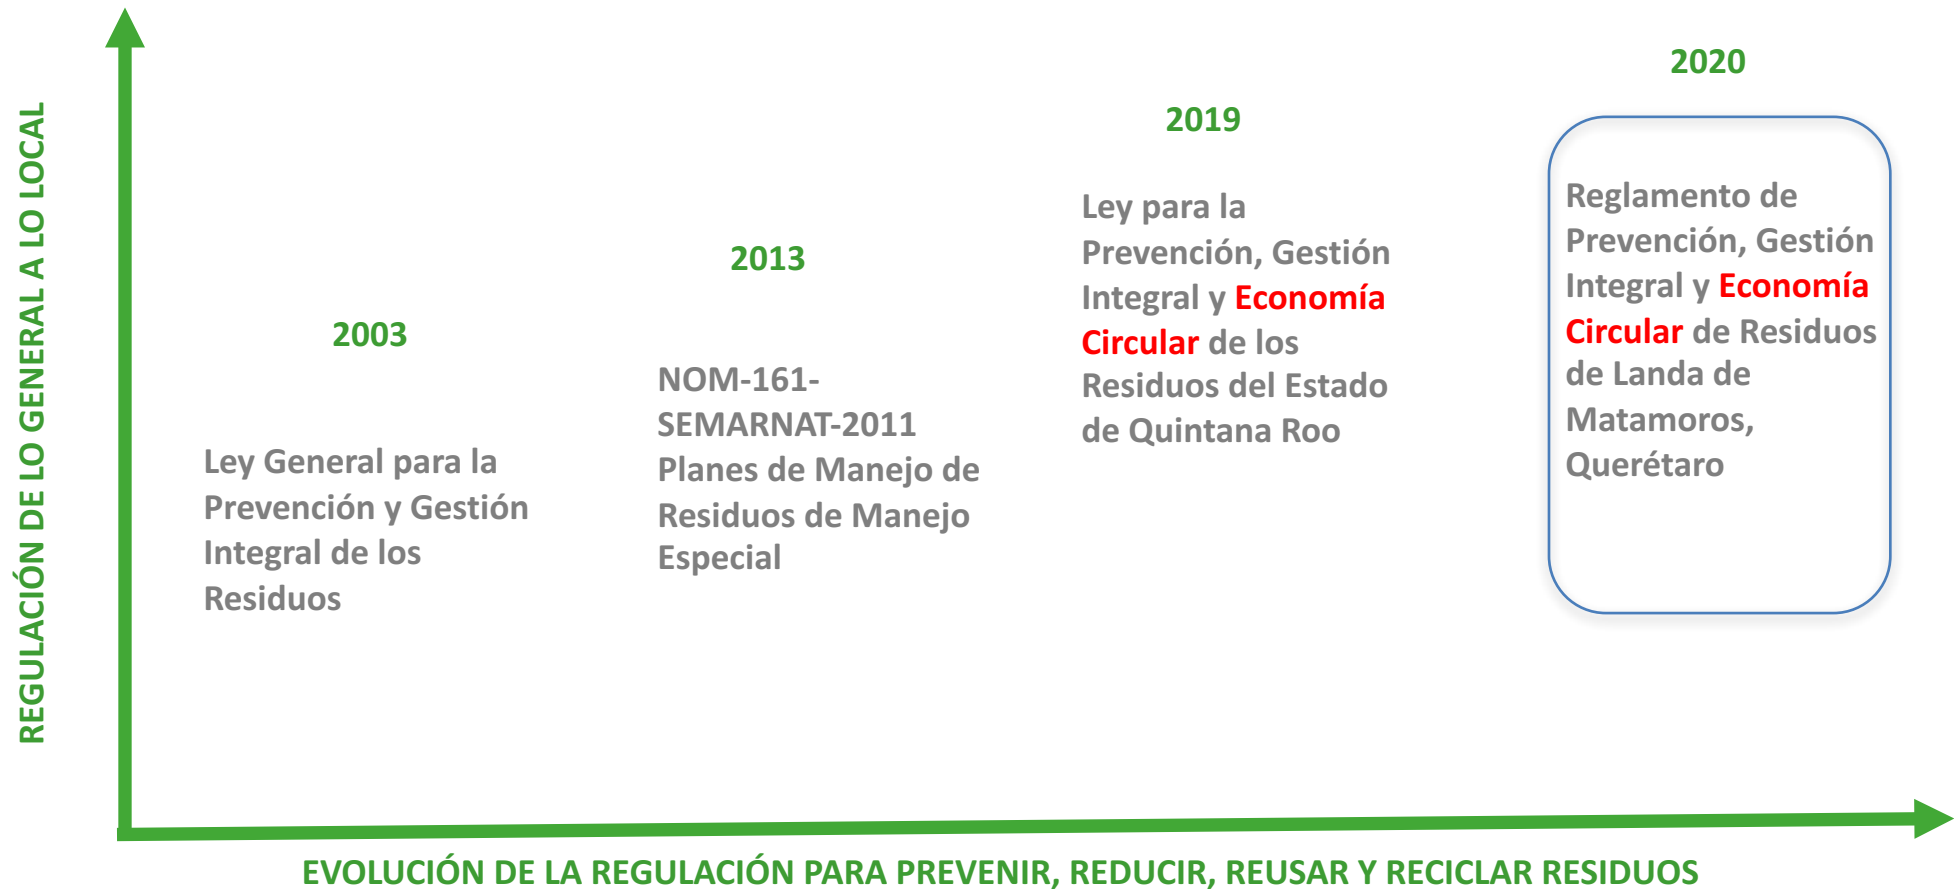 REGULACIÓN DE LO GENERAL A LO LOCAL
2003
Ley General para la
Prevención y Gestión
Integral de los
Residuos
2013
NOM-161-
SEMARNAT-2011
Planes de Manejo de
Residuos de Manejo
Especial
2019
Ley para la
Prevención, Gestión
Integral y Economía
Circular de los
Residuos del Estado
de Quintana Roo
2020
Reglamento de
Prevención, Gestión
Integral y Economía
Circular de Residuos
de Landa de
Matamoros,
Querétaro
EVOLUCIÓN DE LA REGULACIÓN PARA PREVENIR, REDUCIR, REUSAR Y RECICLAR RESIDUOS